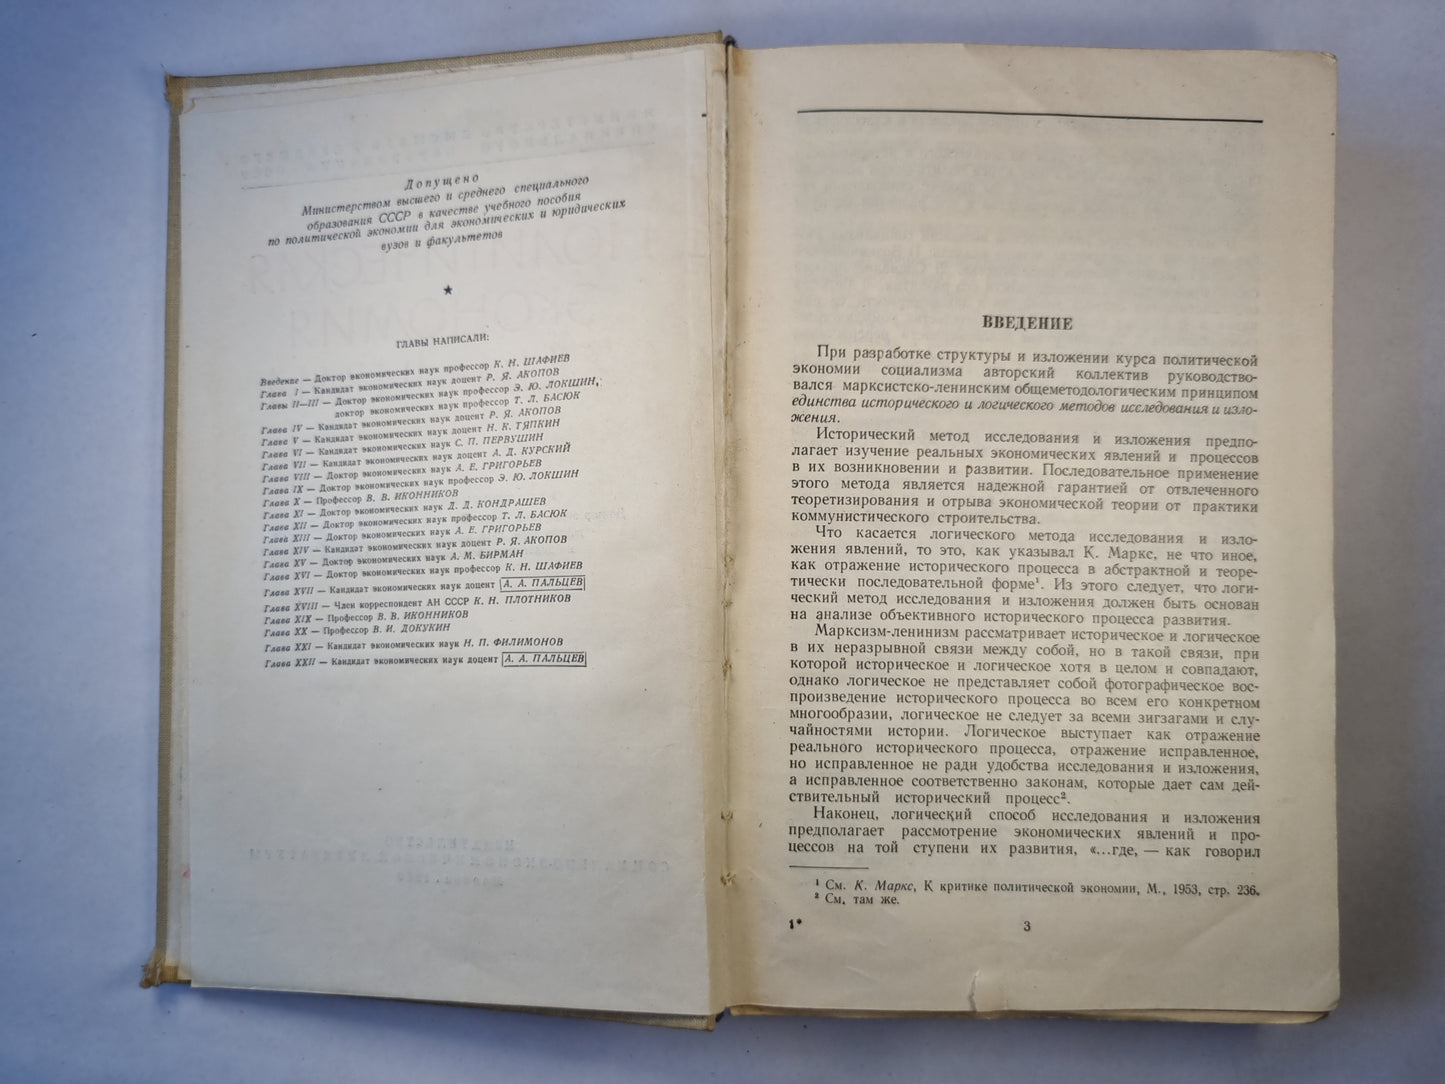 Допущено
Министерством высшего и среднего специального
образования СССР в качестве учебного пособия
по политической экономии для экономических и юридических
вузов и факультетов
★
ГЛАВЫ НАПИСАЛИ:
Введение — Доктор экономических наук профессор К. Н. ШАФИЕВ
Глава I — Кандидат экономических наук доцент Р. Я. АКОПОВ
Главы II—III — Доктор экономических наук профессор Э. Ю. ЛОКШИН,
доктор экономических наук профессор Т. Л. БАСЮК
Глава IV — Кандидат экономических наук доцент Р. Я. АКОПОВ
Глава V — Кандидат экономических наук доцент Н. К. ТЯПКИН
Глава VI — Кандидат экономических наук С. П. ПЕРВУШИН
Глава VII — Кандидат экономических наук доцент А. Д. КУРСКИЙ
Глава VIII — Доктор экономических наук А. Е. ГРИГОРЬЕВ
Глава IX — Доктор экономических наук профессор Э. Ю. ЛОКШИН
Глава X — Профессор В. В. ИКОННИКОВ
Глава XI — Доктор экономических наук Д. Д. КОНДРАШЕВ
Глава XII — Доктор экономических наук профессор Т. Л. БАСЮК
Глава XIII — Доктор экономических наук А. Е. ГРИГОРЬЕВ
Глава XIV — Кандидат экономических наук доцент Р. Я. АКОПОВ
Глава XV — Доктор экономических наук А. М. БИРМАН
Глава XVI — Доктор экономических наук профессор К. Н. ШАФИЕВ
Глава XVII — Кандидат экономических наук доцент А. А. ПАЛЬЦЕВ
Глава XVIII — Член корреспондент АН СССР К. Н. ПЛОТНИКОВ
Глава XIX — Профессор В. В. ИКОННИКОВ
Глава XX — Профессор В. И. ДОКУКИН
Глава XXI — Кандидат экономических наук Н. П. ФИЛИМОНОВ
Глава XXII — Кандидат экономических наук доцент А. А. ПАЛЬЦЕВ
ВВЕДЕНИЕ
При разработке структуры и изложении курса политической
экономии социализма авторский коллектив руководство-
вался марксистско-ленинским общеметодологическим принципом
единства исторического и логического методов исследования и изло-
жения.
Исторический метод исследования и изложения предпо-
лагает изучение реальных экономических явлений и процессов
в их возникновении и развитии. Последовательное применение
этого метода является надежной гарантией от отвлеченного
теоретизирования и отрыва экономической теории от практики
коммунистического строительства.
Что касается логического метода исследования и изло-
жения явлений, то это, как указывал К. Маркс, не что иное,
как отражение исторического процесса в абстрактной и теоре-
тически последовательной форме¹. Из этого следует, что логи-
ческий метод исследования и изложения должен быть основан
на анализе объективного исторического процесса развития.
Марксизм-ленинизм рассматривает историческое и логическое
в их неразрывной связи между собой, но в такой связи, при
которой историческое и логическое хотя в целом и совпадают,
однако логическое не представляет собой фотографическое вос-
произведение исторического процесса во всем его конкретном
многообразии, логическое не следует за всеми зигзагами и слу-
чайностями истории. Логическое выступает как отражение
реального исторического процесса, отражение исправленное,
но исправленное не ради удобства исследования и изложения,
а исправленное соответственно законам, которые дает сам дей-
ствительный исторический процесс².
Наконец, логический способ исследования и изложения
предполагает рассмотрение экономических явлений и про-
цессов на той ступени их развития, «...где, — как говорил
¹ См. К. Маркс, К критике политической экономии, М., 1953, стр. 236.
² См. там же.
1*
3